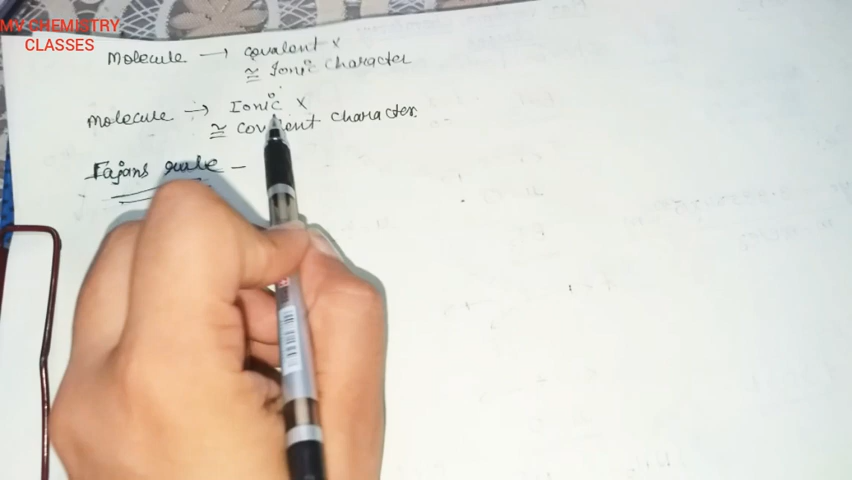 MY CHEMISTRY
CLASSES
Molecule → covalent ×
≅ Ionic character
Molecule → Ionic ×
≅ covalent character.
Fajans rule –